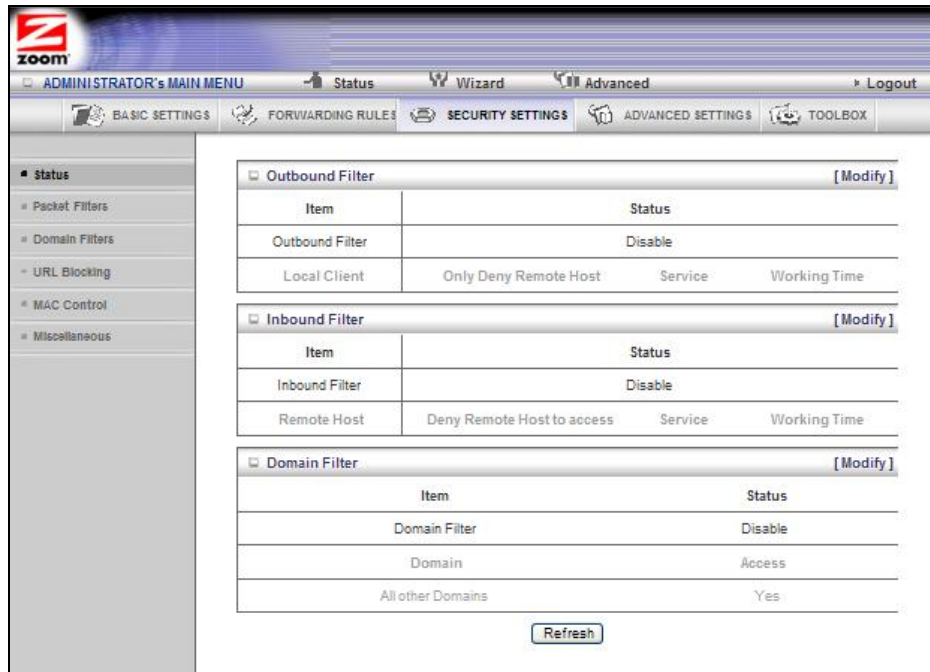 zoom
ADMINISTRATOR's MAIN MENU Status Wizard Advanced Logout
BASIC SETTINGS FORWARDING RULES SECURITY SETTINGS ADVANCED SETTINGS TOOLBOX
Status
Packet Filters
Domain Filters
URL Blocking
MAC Control
Miscellaneous
Outbound Filter [Modify]
Item Status
Outbound Filter Disable
Local Client Only Deny Remote Host Service Working Time
Inbound Filter [Modify]
Item Status
Inbound Filter Disable
Remote Host Deny Remote Host to access Service Working Time
Domain Filter [Modify]
Item Status
Domain Filter Disable
Domain Access
All other Domains Yes
Refresh